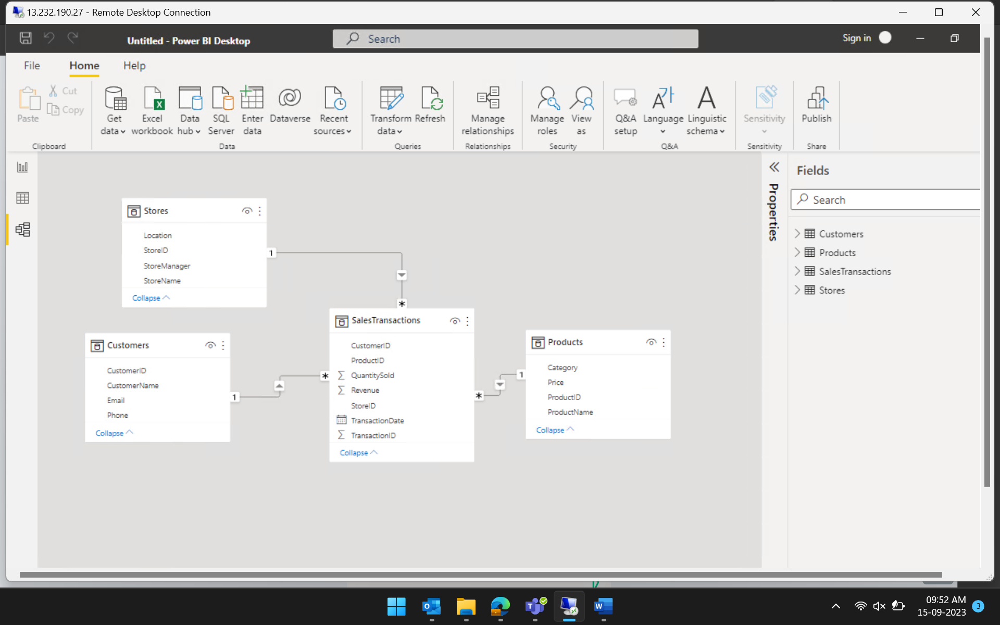 13.232.190.27 - Remote Desktop Connection
Untitled - Power BI Desktop
Search
Sign in
File
Home
Help
Paste
Cut
Copy
Clipboard
Get data
Excel workbook
Data hub
SQL Server
Enter data
Dataverse
Recent sources
Data
Transform data
Refresh
Queries
Manage relationships
Relationships
Manage roles
View as
Security
Q&A setup
Language
Linguistic schema
Q&A
Sensitivity
Sensitivity
Publish
Share
Stores
Location
StoreID
StoreManager
StoreName
Collapse
1
*
Customers
CustomerID
CustomerName
Email
Phone
Collapse
1
*
SalesTransactions
CustomerID
ProductID
∑ QuantitySold
∑ Revenue
StoreID
TransactionDate
∑ TransactionID
Collapse
*
1
Products
Category
Price
ProductID
ProductName
Collapse
Properties
Fields
Search
Customers
Products
SalesTransactions
Stores
09:52 AM
15-09-2023
3